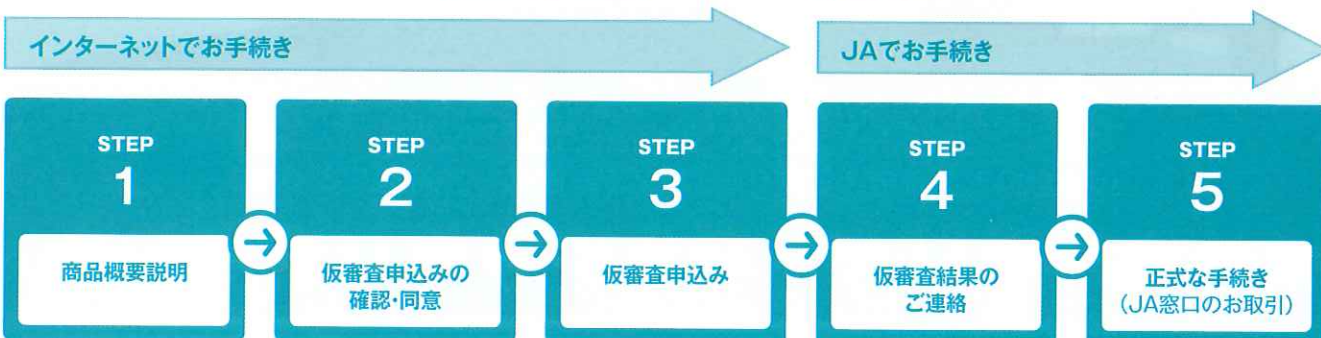 インターネットでお手続き
JAでお手続き
STEP
1
商品概要説明
STEP
2
仮審査申込みの
確認・同意
STEP
3
仮審査申込み
STEP
4
仮審査結果の
ご連絡
STEP
5
正式な手続き
(JA窓口のお取引)